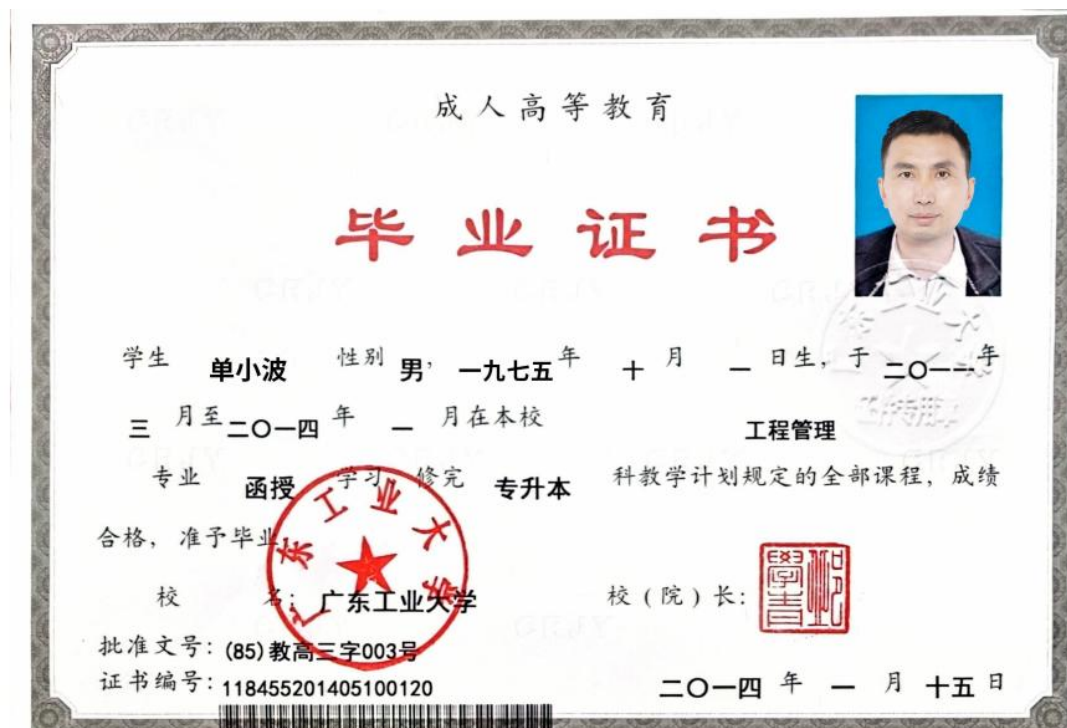 成人高等教育
毕业证书
学生 单小波 性别 男，一九七五年 十 月 一 日生，于 二〇一一年
三 月至二〇一四 年 一 月在本校 工程管理
专业 函授 学习，修完 专升本 科教学计划规定的全部课程，成绩
合格，准予毕业。
校 名：广东工业大学
校（院）长：
批准文号：(85)教高三字003号
证书编号：118455201405100120
二〇一四 年 一 月 十五 日
广东工业大学